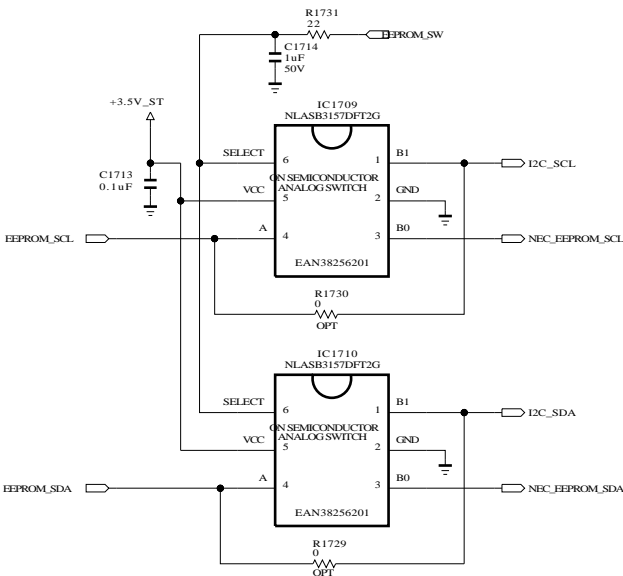 R1731
22
EEPROM_SW
C1714
1uF
50V
+3.5V_ST
IC1709
NLASB3157DFT2G
C1713
0.1uF
SELECT
6
1
B1
I2C_SCL
ON SEMICONDUCTOR
ANALOG SWITCH
VCC
5
2
GND
EEPROM_SCL
A
4
3
B0
NEC_EEPROM_SCL
EAN38256201
R1730
0
OPT
IC1710
NLASB3157DFT2G
SELECT
6
1
B1
I2C_SDA
ON SEMICONDUCTOR
ANALOG SWITCH
VCC
5
2
GND
EEPROM_SDA
A
4
3
B0
NEC_EEPROM_SDA
EAN38256201
R1729
0
OPT